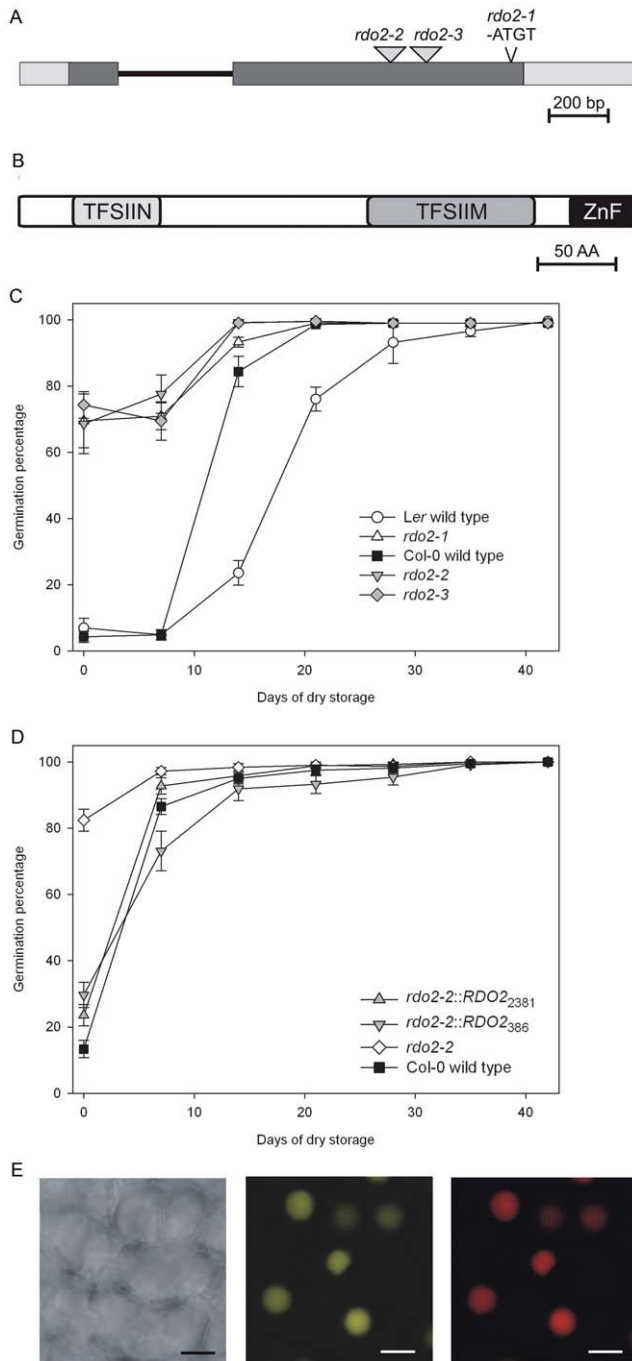 A
rdo2-1
rdo2-2 rdo2-3 -ATGT
200 bp
B
TFSIIN TFSIIM ZnF
50 AA
C
100
80
60
40
20
0
Germination percentage
Ler wild type
rdo2-1
Col-0 wild type
rdo2-2
rdo2-3
0 10 20 30 40
Days of dry storage
D
100
80
60
40
20
0
Germination percentage
rdo2-2::RDO2₂₃₈₁
rdo2-2::RDO2₃₈₆
rdo2-2
Col-0 wild type
0 10 20 30 40
Days of dry storage
E